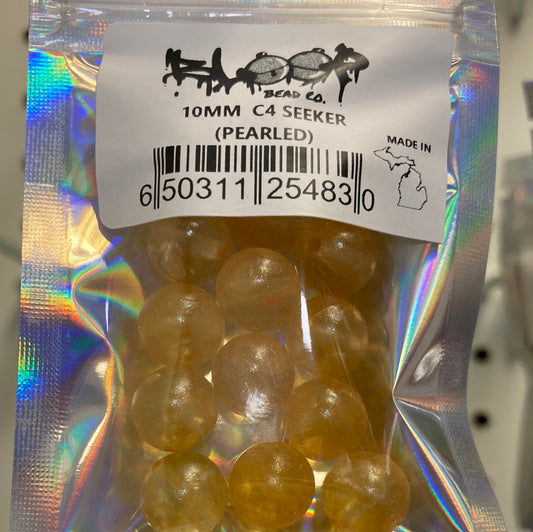 BLOOP
BEAD CO.
10MM C4 SEEKER
(PEARLED)
MADE IN
6 50311 25483 0